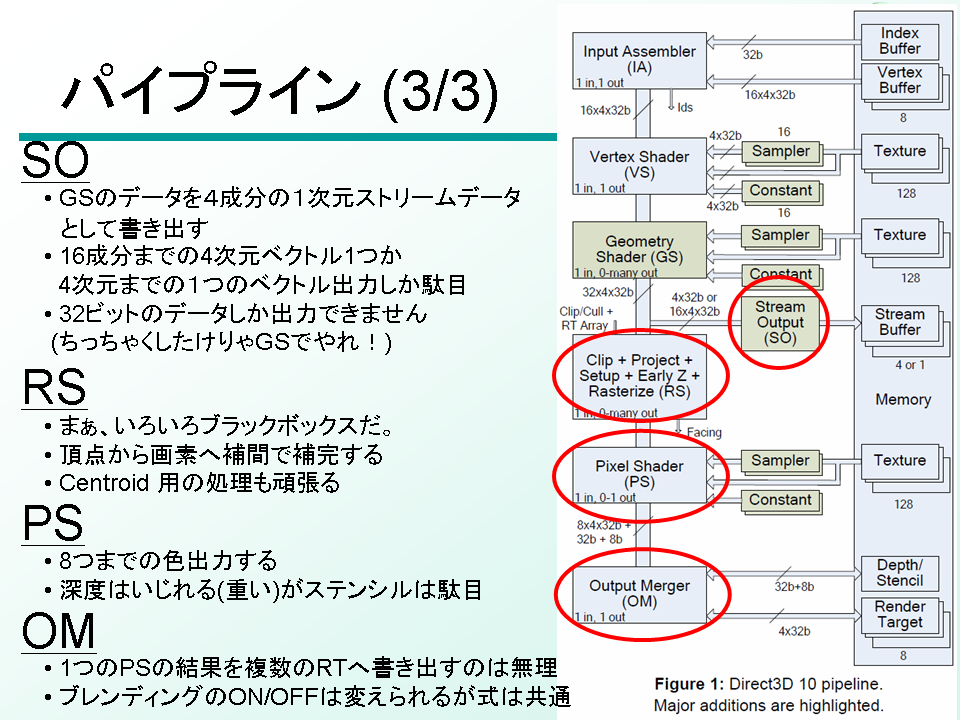 パイプライン (3/3)
SO
• GSのデータを４成分の１次元ストリームデータ
として書き出す
• 16成分までの4次元ベクトル1つか
4次元までの１つのベクトル出力しか駄目
• 32ビットのデータしか出力できません
(ちっちゃくしたけりゃGSでやれ！)
RS
• まぁ、いろいろブラックボックスだ。
• 頂点から画素へ補間で補完する
• Centroid 用の処理も頑張る
PS
• 8つまでの色出力する
• 深度はいじれる(重い)がステンシルは駄目
OM
• 1つのPSの結果を複数のRTへ書き出すのは無理
• ブレンディングのON/OFFは変えられるが式は共通
Input Assembler
(IA)
1 in,1 out
32b
Index
Buffer
16x4x32b
Vertex
Buffer
8
16x4x32b
Ids
Vertex Shader
(VS)
1 in, 1 out
4x32b
16
Sampler
Texture
4x32b
Constant
16
128
Geometry
Shader (GS)
1 in, 0-many out
Sampler
Texture
Constant
128
32x4x32b
Clip/Cull +
RT Array
4x32b or
16x4x32b
Stream
Output
(SO)
Stream
Buffer
4 or 1
Clip + Project +
Setup + Early Z +
Rasterize (RS)
1 in, 0-many out
Memory
Facing
Pixel Shader
(PS)
1 in, 0-1 out
Sampler
Texture
Constant
128
8x4x32b +
32b + 8b
Output Merger
(OM)
1 in, 1 out
32b+8b
Depth/
Stencil
4x32b
Render
Target
8
Figure 1: Direct3D 10 pipeline.
Major additions are highlighted.